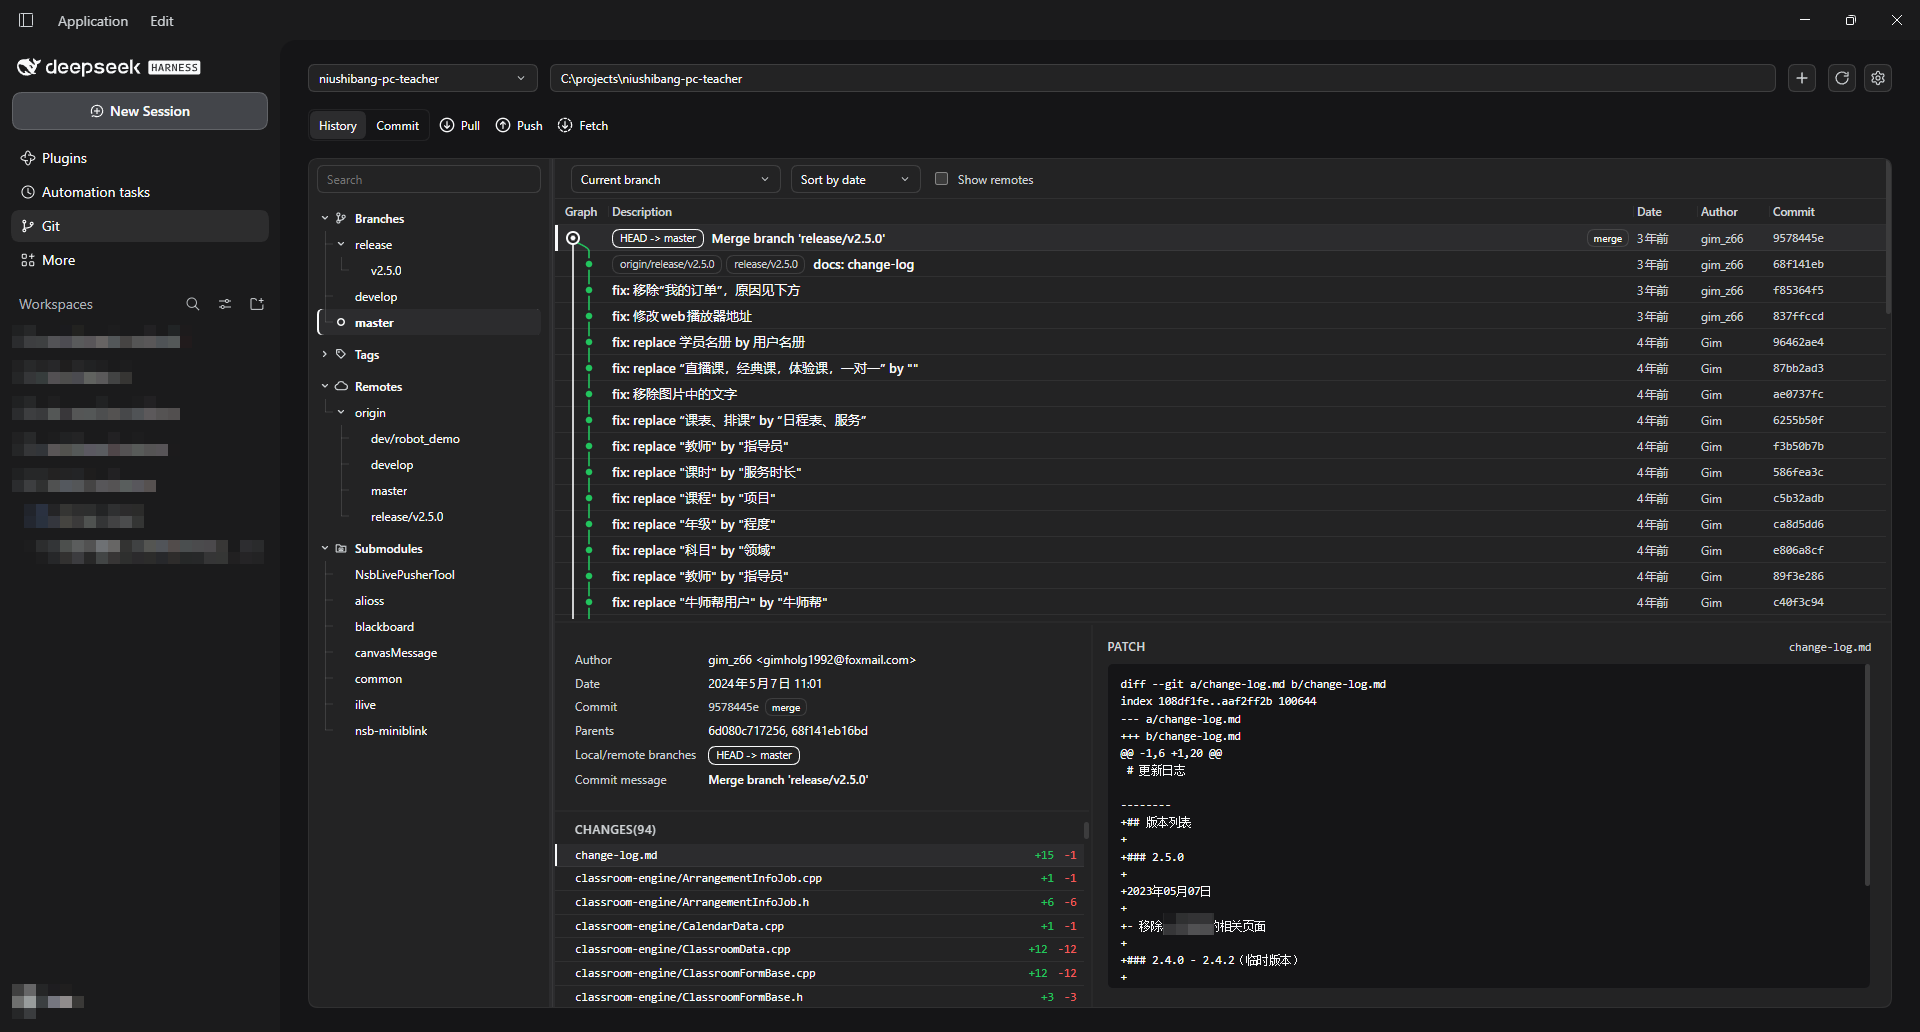 Application Edit
deepseek HARNESS
New Session
Plugins
Automation tasks
Git
More
Workspaces
niushibang-pc-teacher C:\projects\niushibang-pc-teacher
History Commit Pull Push Fetch
Search
Branches
release
v2.5.0
develop
master
Tags
Remotes
origin
dev/robot_demo
develop
master
release/v2.5.0
Submodules
NsbLivePusherTool
alioss
blackboard
canvasMessage
common
ilive
nsb-miniblink
Current branch Sort by date Show remotes
Graph Description Date Author Commit
HEAD -> master Merge branch 'release/v2.5.0' merge 3年前 gim_z66 9578445e
origin/release/v2.5.0 release/v2.5.0 docs: change-log 3年前 gim_z66 68f141eb
fix: 移除“我的订单”，原因见下方 3年前 gim_z66 f85364f5
fix: 修改web播放器地址 3年前 gim_z66 837ffccd
fix: replace 学员名册 by 用户名册 4年前 Gim 96462ae4
fix: replace “直播课，经典课，体验课，一对一” by "" 4年前 Gim 87bb2ad3
fix: 移除图片中的文字 4年前 Gim ae0737fc
fix: replace “课表、排课” by “日程表、服务” 4年前 Gim 6255b50f
fix: replace "教师" by "指导员" 4年前 Gim f3b50b7b
fix: replace "课时" by "服务时长" 4年前 Gim 586fea3c
fix: replace "课程" by "项目" 4年前 Gim c5b32adb
fix: replace "年级" by "程度" 4年前 Gim ca8d5dd6
fix: replace "科目" by "领域" 4年前 Gim e806a8cf
fix: replace "教师" by "指导员" 4年前 Gim 89f3e286
fix: replace "牛师帮用户" by "牛师帮" 4年前 Gim c40f3c94
Author gim_z66 <gimholg1992@foxmail.com>
Date 2024年5月7日 11:01
Commit 9578445e merge
Parents 6d080c717256, 68f141eb16bd
Local/remote branches HEAD -> master
Commit message Merge branch 'release/v2.5.0'
CHANGES(94)
change-log.md +15 -1
classroom-engine/ArrangementInfoJob.cpp +1 -1
classroom-engine/ArrangementInfoJob.h +6 -6
classroom-engine/CalendarData.cpp +1 -1
classroom-engine/ClassroomData.cpp +12 -12
classroom-engine/ClassroomFormBase.cpp +12 -12
classroom-engine/ClassroomFormBase.h +3 -3
PATCH change-log.md
diff --git a/change-log.md b/change-log.md
index 108df1fe..aaf2ff2b 100644
--- a/change-log.md
+++ b/change-log.md
@@ -1,6 +1,20 @@
# 更新日志
--------
+## 版本列表
+
+### 2.5.0
+
+2023年05月07日
+
+- 移除 的相关页面
+
+### 2.4.0 - 2.4.2（临时版本）
+